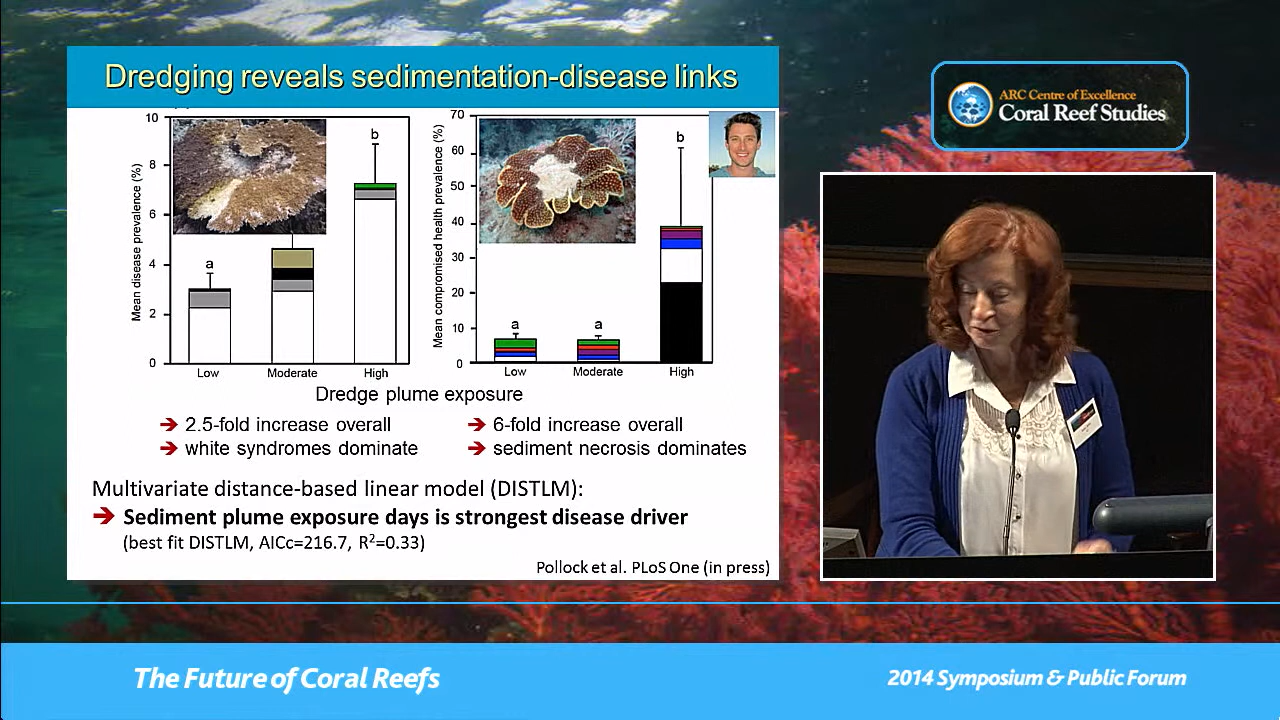 Dredging reveals sedimentation-disease links
Mean disease prevalence (%)
10
8
6
4
2
0
a
b
Low
Moderate
High
Mean compromised health prevalence (%)
70
60
50
40
30
20
10
0
a
a
b
Low
Moderate
High
Dredge plume exposure
➔ 2.5-fold increase overall
➔ white syndromes dominate
➔ 6-fold increase overall
➔ sediment necrosis dominates
Multivariate distance-based linear model (DISTLM):
➔ Sediment plume exposure days is strongest disease driver
(best fit DISTLM, AICc=216.7, R²=0.33)
Pollock et al. PLoS One (in press)
ARC Centre of Excellence
Coral Reef Studies
The Future of Coral Reefs
2014 Symposium & Public Forum